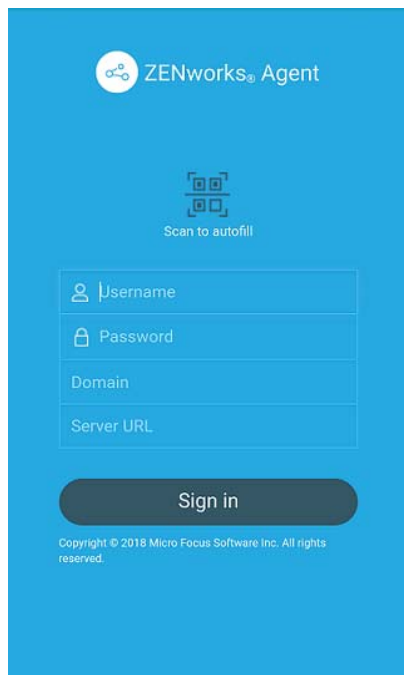 ZENworks® Agent
Scan to autofill
Username
Password
Domain
Server URL
Sign in
Copyright © 2018 Micro Focus Software Inc. All rights
reserved.